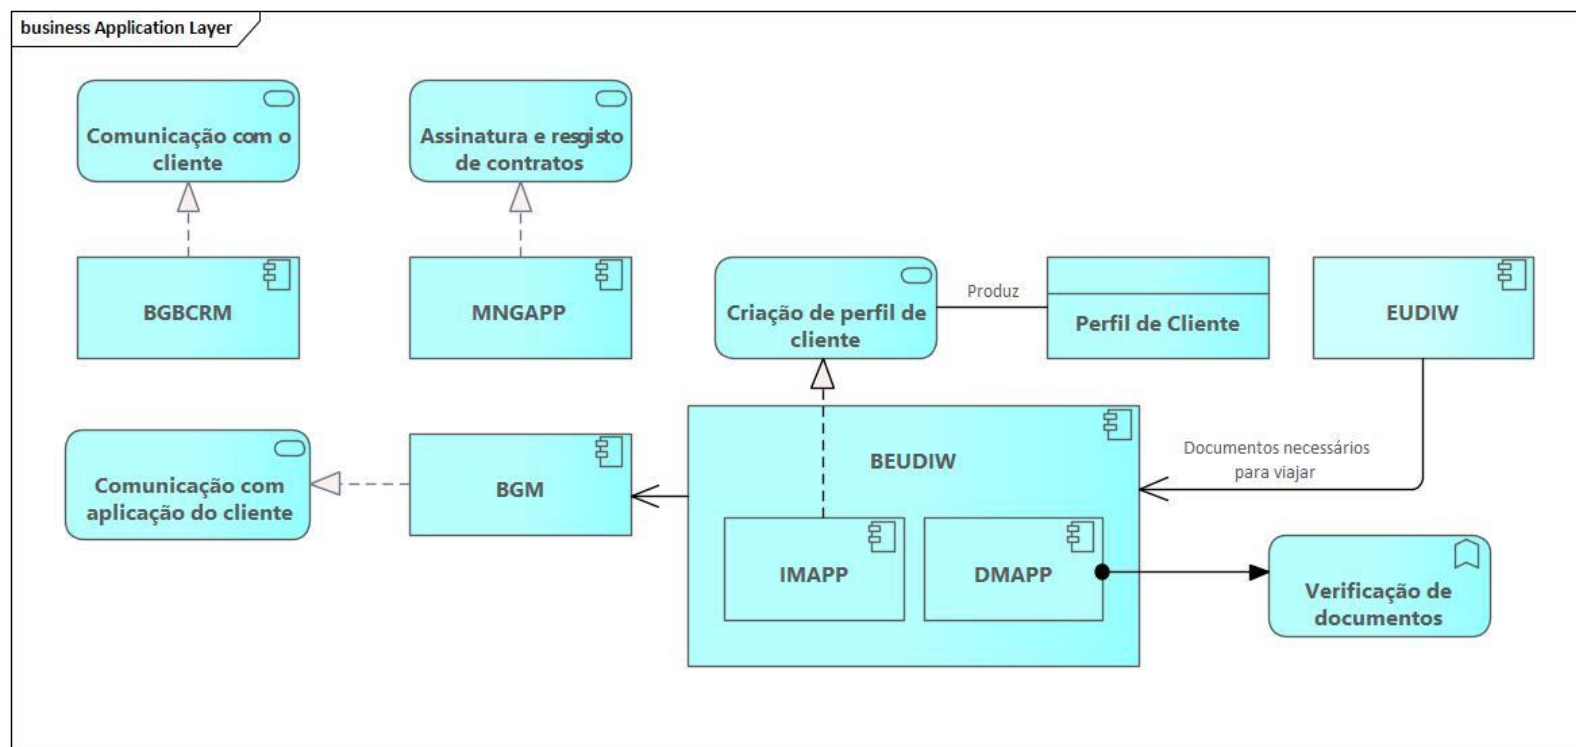 business Application Layer
Comunicação com o
cliente
Assinatura e resgisto
de contratos
BGBCRM
MNGAPP
Criação de perfil de
cliente
Produz
Perfil de Cliente
EUDIW
Comunicação com
aplicação do cliente
BGM
BEUDIW
Documentos necessários
para viajar
IMAPP
DMAPP
Verificação de
documentos